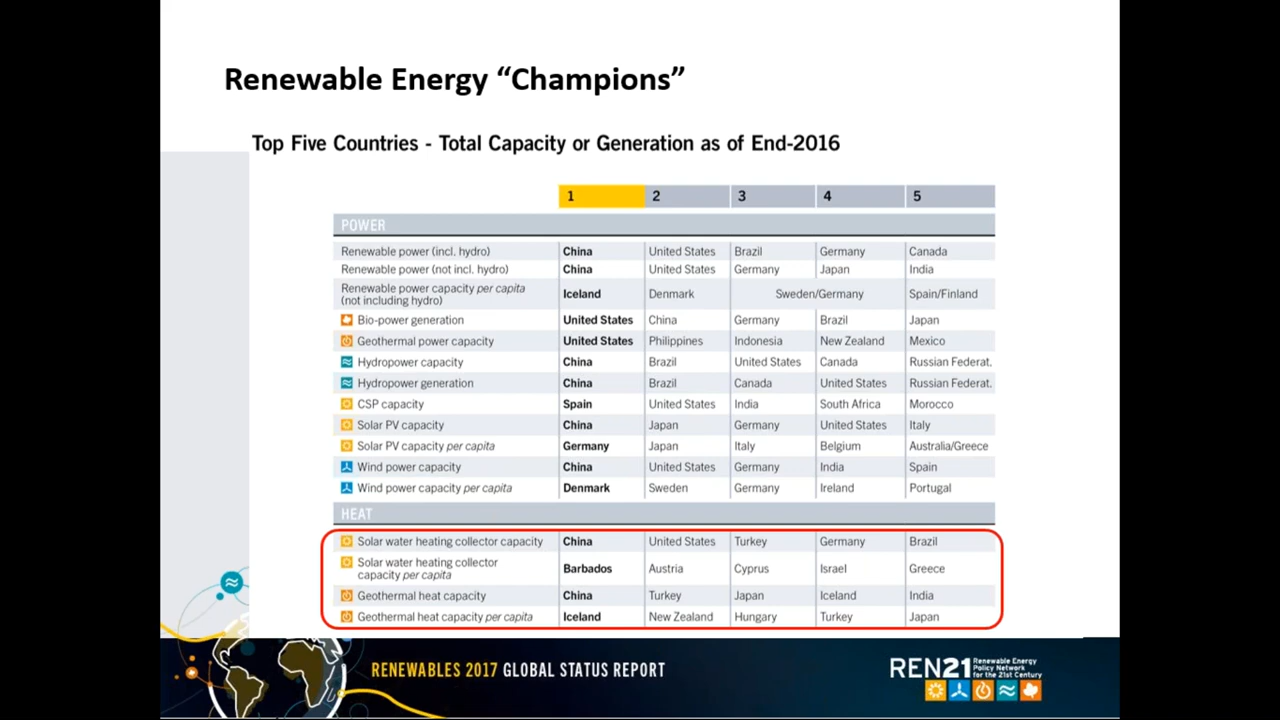 Renewable Energy “Champions”
Top Five Countries - Total Capacity or Generation as of End-2016
1 2 3 4 5
POWER
Renewable power (incl. hydro) China United States Brazil Germany Canada
Renewable power (not incl. hydro) China United States Germany Japan India
Renewable power capacity per capita
(not including hydro) Iceland Denmark Sweden/Germany Spain/Finland
Bio-power generation United States China Germany Brazil Japan
Geothermal power capacity United States Philippines Indonesia New Zealand Mexico
Hydropower capacity China Brazil United States Canada Russian Federat.
Hydropower generation China Brazil Canada United States Russian Federat.
CSP capacity Spain United States India South Africa Morocco
Solar PV capacity China Japan Germany United States Italy
Solar PV capacity per capita Germany Japan Italy Belgium Australia/Greece
Wind power capacity China United States Germany India Spain
Wind power capacity per capita Denmark Sweden Germany Ireland Portugal
HEAT
Solar water heating collector capacity China United States Turkey Germany Brazil
Solar water heating collector
capacity per capita Barbados Austria Cyprus Israel Greece
Geothermal heat capacity China Turkey Japan Iceland India
Geothermal heat capacity per capita Iceland New Zealand Hungary Turkey Japan
RENEWABLES 2017 GLOBAL STATUS REPORT
REN21 Renewable Energy
Policy Network
for the 21st Century